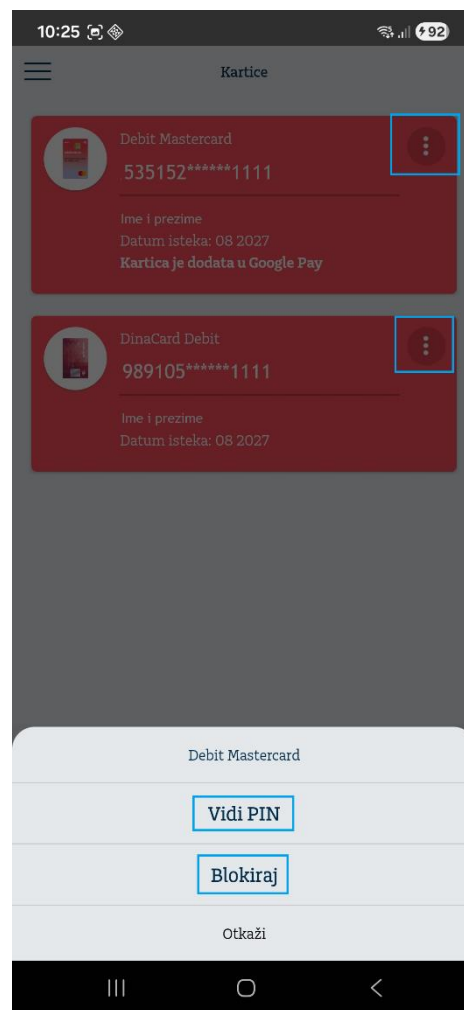 10:25
92
Kartice
Debit Mastercard
535152******1111
Ime i prezime
Datum isteka: 08 2027
Kartica je dodata u Google Pay
DinaCard Debit
989105******1111
Ime i prezime
Datum isteka: 08 2027
Debit Mastercard
Vidi PIN
Blokiraj
Otkaži